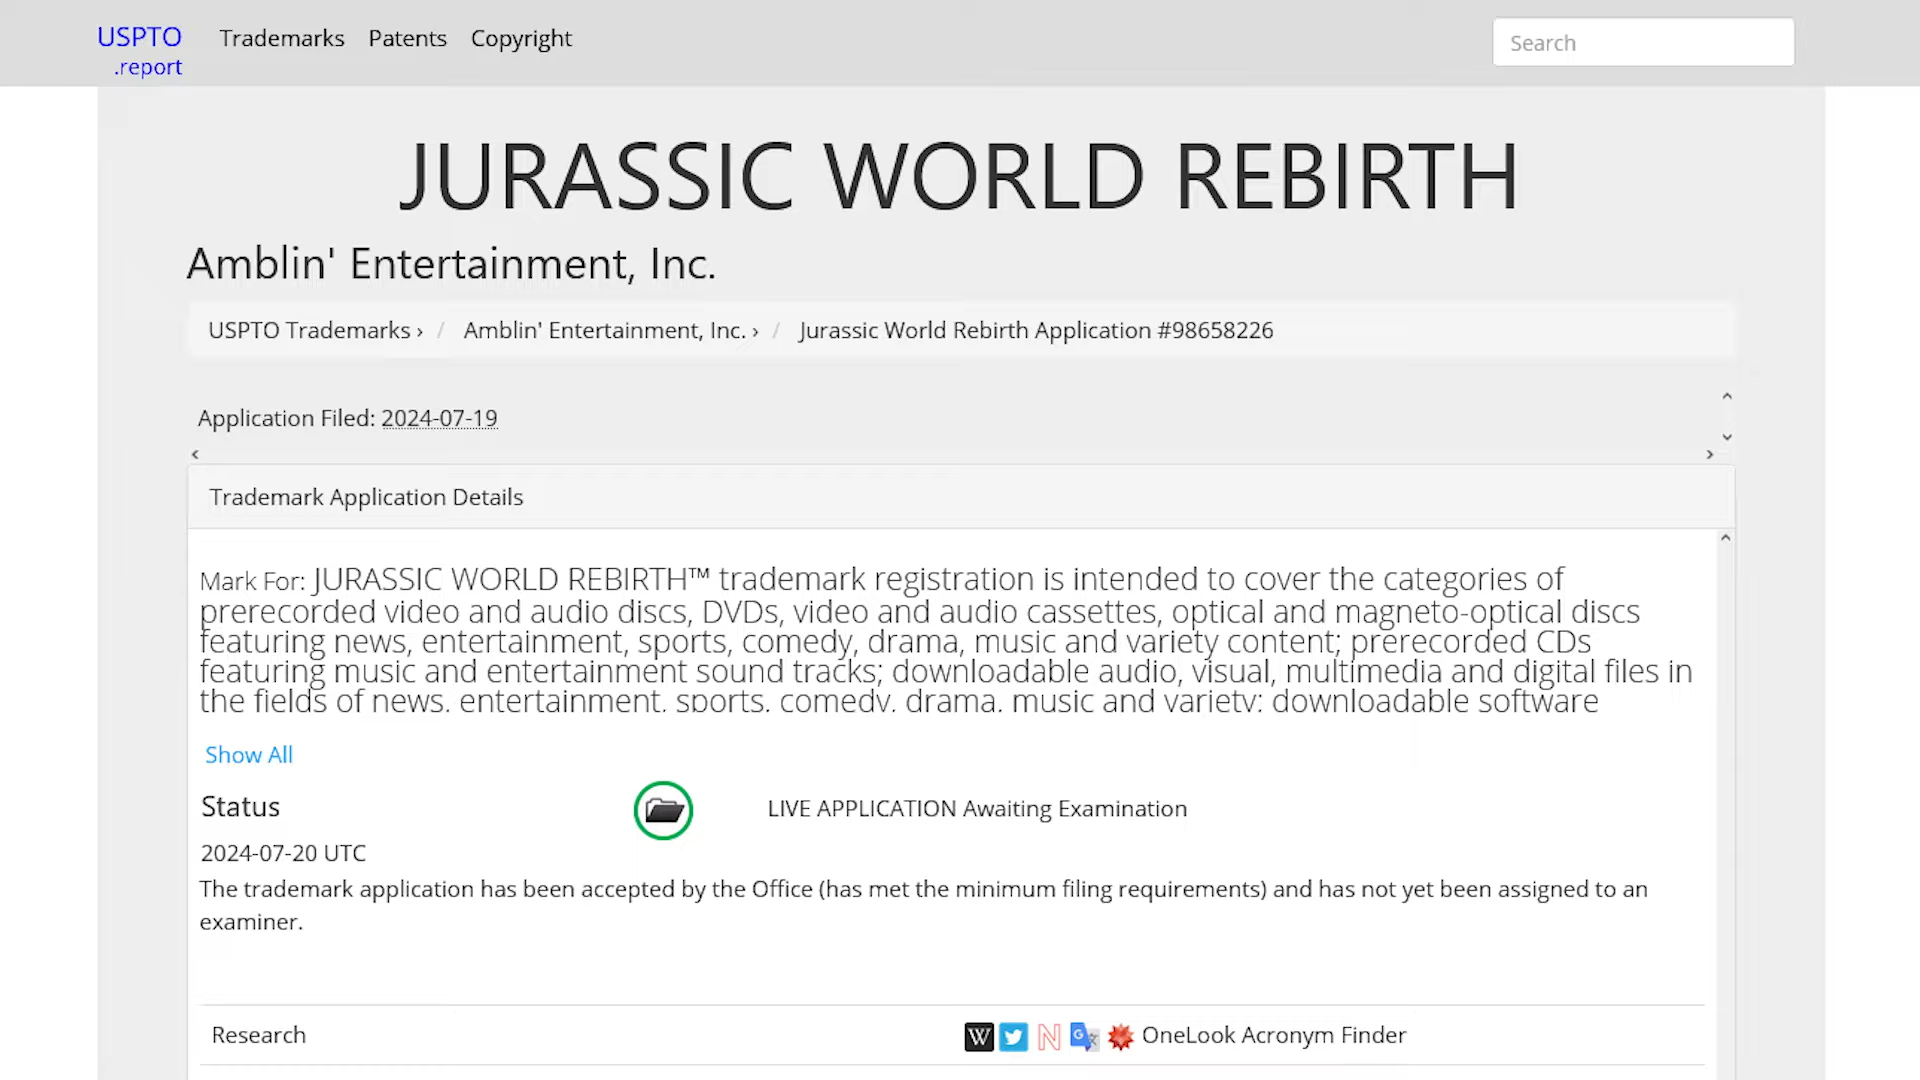 USPTO
.report
Trademarks Patents Copyright
Search
JURASSIC WORLD REBIRTH
Amblin' Entertainment, Inc.
USPTO Trademarks › / Amblin' Entertainment, Inc. › / Jurassic World Rebirth Application #98658226
Application Filed: 2024-07-19
Trademark Application Details
Mark For: JURASSIC WORLD REBIRTH™ trademark registration is intended to cover the categories of
prerecorded video and audio discs, DVDs, video and audio cassettes, optical and magneto-optical discs
featuring news, entertainment, sports, comedy, drama, music and variety content; prerecorded CDs
featuring music and entertainment sound tracks; downloadable audio, visual, multimedia and digital files in
the fields of news, entertainment, sports, comedy, drama, music and variety; downloadable software
Show All
Status
LIVE APPLICATION Awaiting Examination
2024-07-20 UTC
The trademark application has been accepted by the Office (has met the minimum filing requirements) and has not yet been assigned to an
examiner.
Research
W N G OneLook Acronym Finder